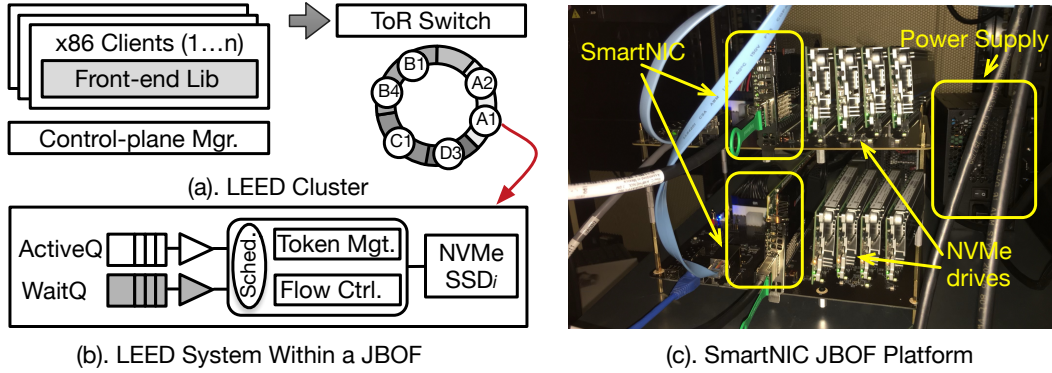 x86 Clients (1...n)
Front-end Lib
Control-plane Mgr.
ToR Switch
B1
A2
B4
A1
C1
D3
(a). LEED Cluster
ActiveQ
WaitQ
Sched.
Token Mgt.
Flow Ctrl.
NVMe
SSDi
(b). LEED System Within a JBOF
SmartNIC
Power Supply
NVMe
drives
(c). SmartNIC JBOF Platform